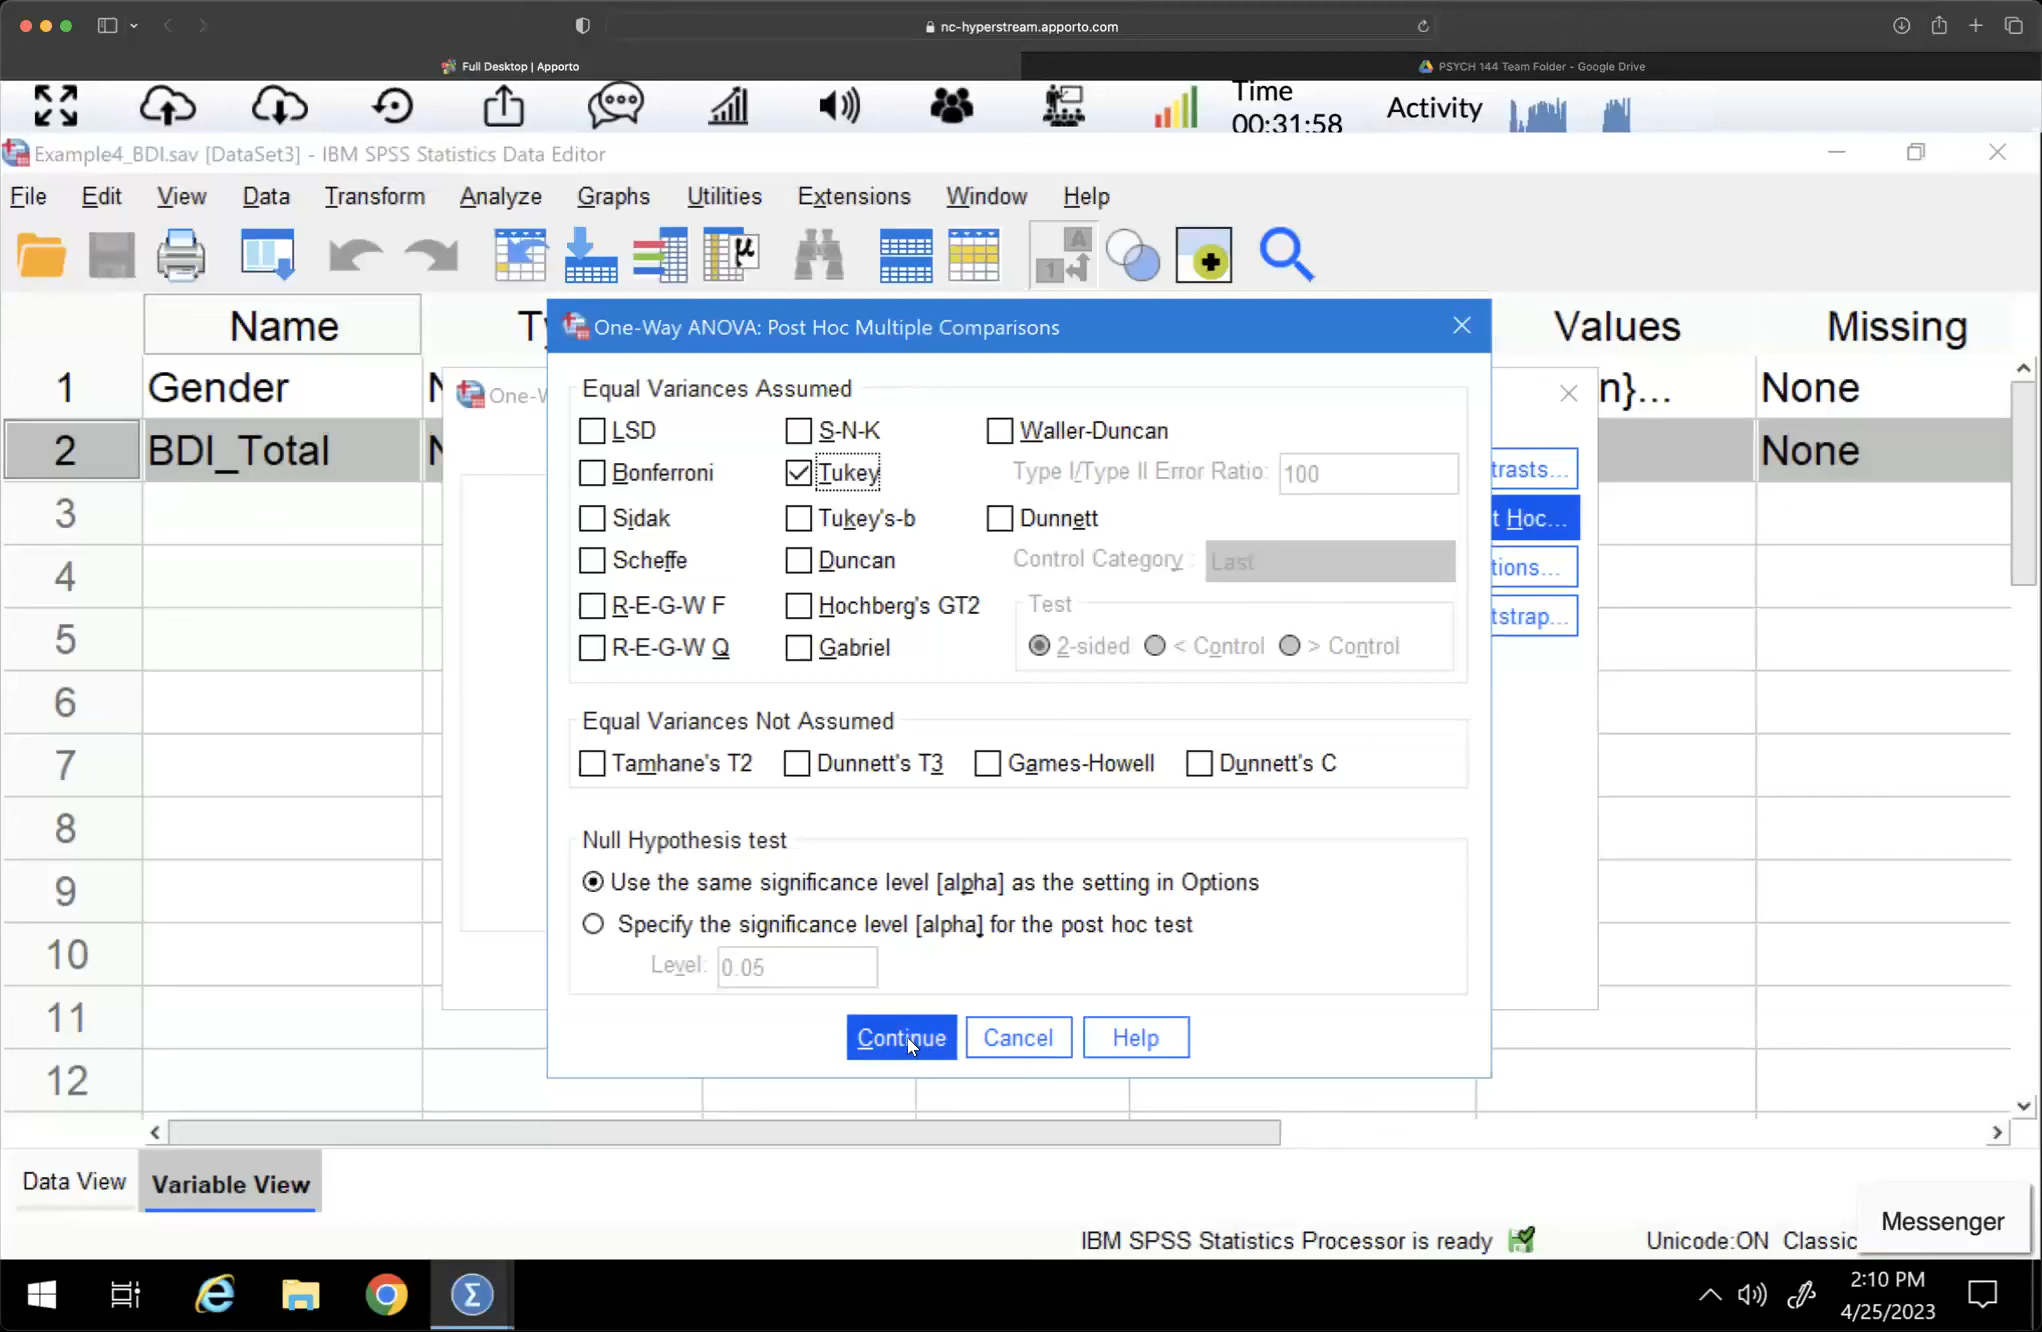 nc-hyperstream.apporto.com
Full Desktop | Apporto
PSYCH 144 Team Folder - Google Drive
Time
00:31:58
Activity
Example4_BDI.sav [DataSet3] - IBM SPSS Statistics Data Editor
File Edit View Data Transform Analyze Graphs Utilities Extensions Window Help
Name Ty Values Missing
1 Gender N n}... None
2 BDI_Total N None
3
4
5
6
7
8
9
10
11
12
One-W
trasts...
t Hoc...
tions...
tstrap...
One-Way ANOVA: Post Hoc Multiple Comparisons
Equal Variances Assumed
LSD S-N-K Waller-Duncan
Bonferroni Tukey Type I/Type II Error Ratio: 100
Sidak Tukey's-b Dunnett
Scheffe Duncan Control Category : Last
R-E-G-W F Hochberg's GT2 Test
R-E-G-W Q Gabriel 2-sided < Control > Control
Equal Variances Not Assumed
Tamhane's T2 Dunnett's T3 Games-Howell Dunnett's C
Null Hypothesis test
Use the same significance level [alpha] as the setting in Options
Specify the significance level [alpha] for the post hoc test
Level: 0.05
Continue Cancel Help
Data View Variable View
IBM SPSS Statistics Processor is ready Unicode:ON Classic
Messenger
2:10 PM
4/25/2023